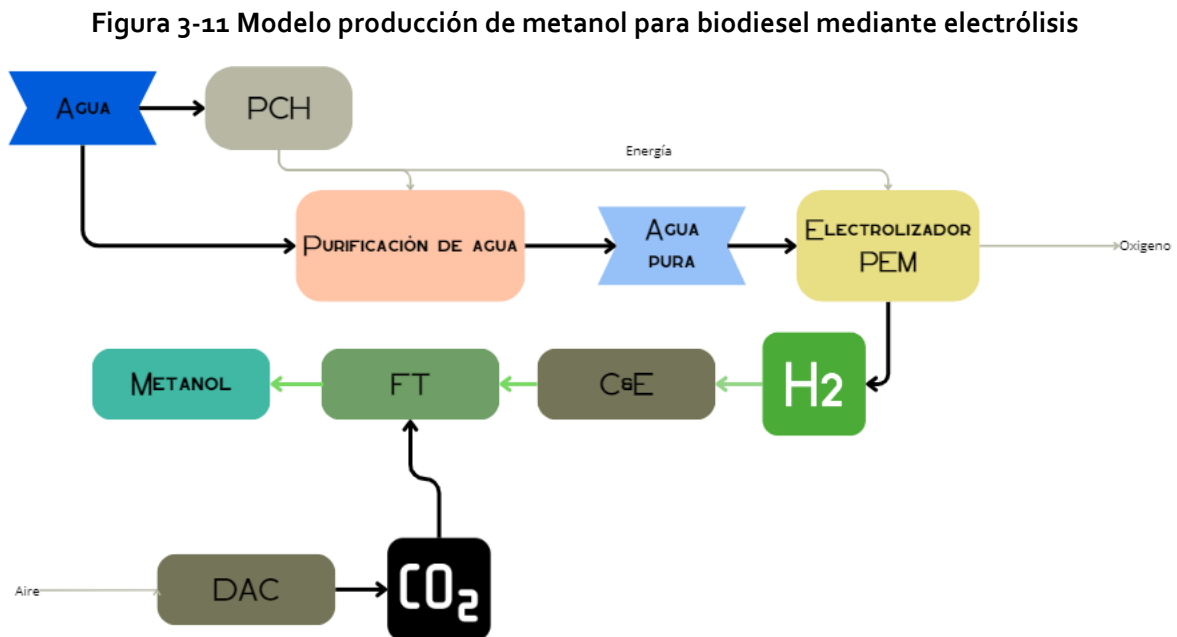 Figura 3-11 Modelo producción de metanol para biodiesel mediante electrólisis
Agua
PCH
Energía
Purificación de agua
Agua
pura
Electrolizador
PEM
Oxigeno
Metanol
FT
C&E
H2
Aire
DAC
CO₂